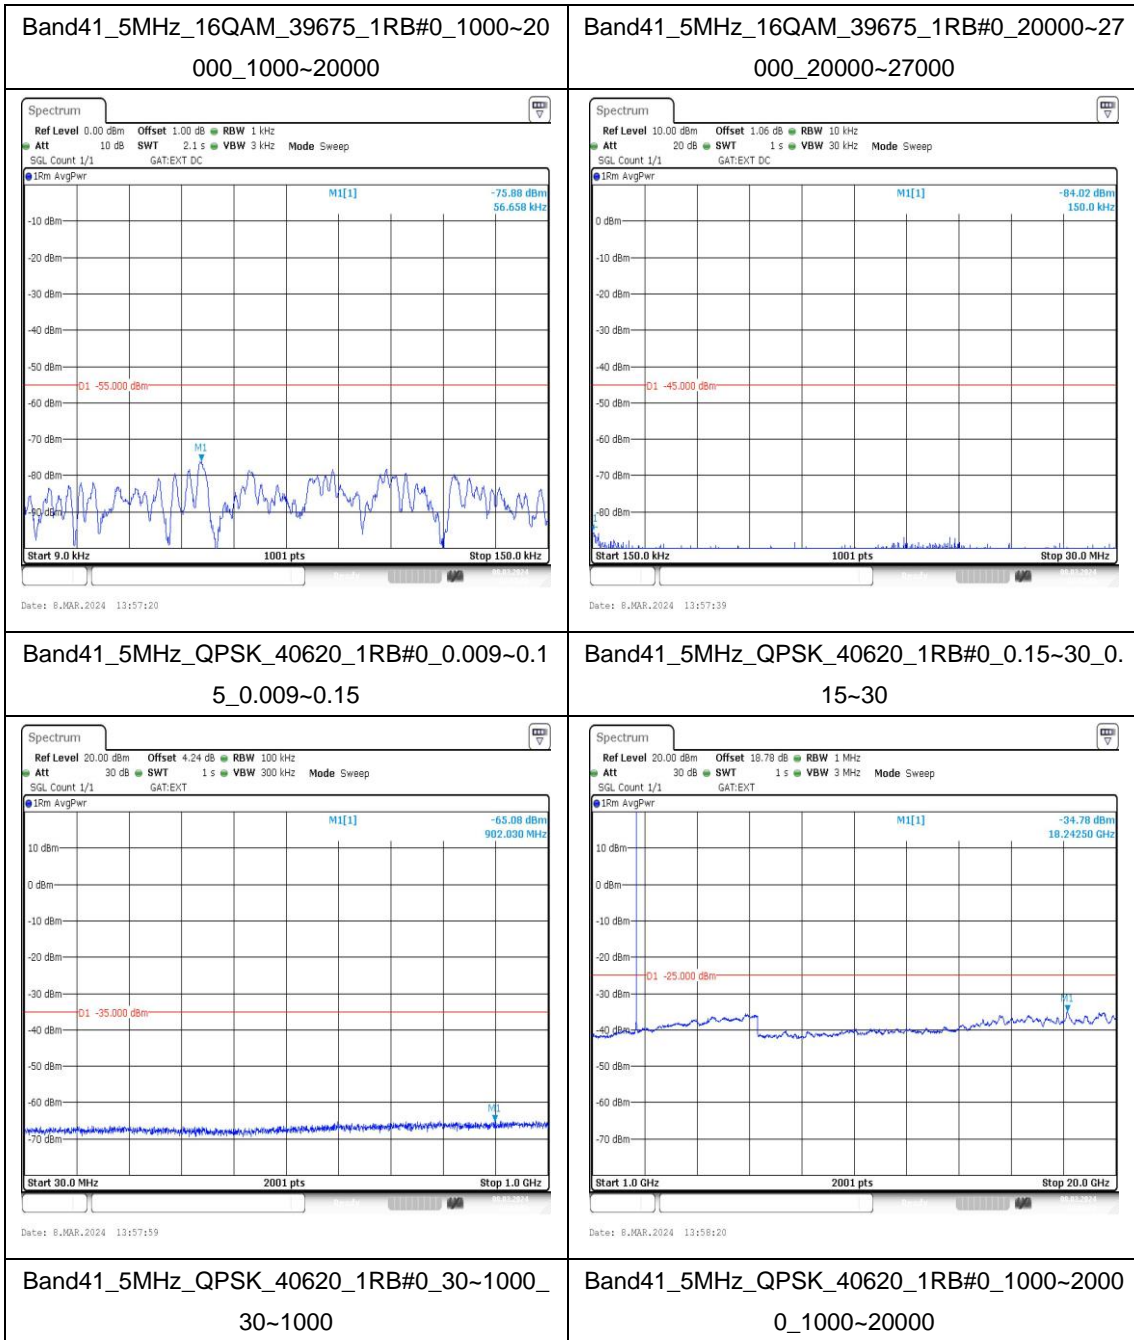 Band41_5MHz_16QAM_39675_1RB#0_1000~20
000_1000~20000
Band41_5MHz_16QAM_39675_1RB#0_20000~27
000_20000~27000
Spectrum
Ref Level 0.00 dBm Offset 1.00 dB RBW 1 kHz
Att 10 dB SWT 2.1 s VBW 3 kHz Mode Sweep
SGL Count 1/1 GAT:EXT DC
1Rm AvgPwr
M1[1] -75.88 dBm
56.658 kHz
-10 dBm
-20 dBm
-30 dBm
-40 dBm
-50 dBm
D1 -55.000 dBm
-60 dBm
-70 dBm
M1
-80 dBm
-90 dBm
Start 9.0 kHz 1001 pts Stop 150.0 kHz
Date: 8.MAR.2024 13:57:20
Spectrum
Ref Level 10.00 dBm Offset 1.06 dB RBW 10 kHz
Att 20 dB SWT 1 s VBW 30 kHz Mode Sweep
SGL Count 1/1 GAT:EXT DC
1Rm AvgPwr
M1[1] -84.02 dBm
150.0 kHz
0 dBm
-10 dBm
-20 dBm
-30 dBm
-40 dBm
D1 -45.000 dBm
-50 dBm
-60 dBm
-70 dBm
-80 dBm
Start 150.0 kHz 1001 pts Stop 30.0 MHz
Date: 8.MAR.2024 13:57:39
Band41_5MHz_QPSK_40620_1RB#0_0.009~0.1
5_0.009~0.15
Band41_5MHz_QPSK_40620_1RB#0_0.15~30_0.
15~30
Spectrum
Ref Level 20.00 dBm Offset 4.24 dB RBW 100 kHz
Att 30 dB SWT 1 s VBW 300 kHz Mode Sweep
SGL Count 1/1 GAT:EXT
1Rm AvgPwr
M1[1] -65.08 dBm
902.030 MHz
10 dBm
0 dBm
-10 dBm
-20 dBm
-30 dBm
D1 -35.000 dBm
-40 dBm
-50 dBm
-60 dBm
M1
-70 dBm
Start 30.0 MHz 2001 pts Stop 1.0 GHz
Date: 8.MAR.2024 13:57:59
Spectrum
Ref Level 20.00 dBm Offset 18.78 dB RBW 1 MHz
Att 30 dB SWT 1 s VBW 3 MHz Mode Sweep
SGL Count 1/1 GAT:EXT
1Rm AvgPwr
M1[1] -34.78 dBm
18.24250 GHz
10 dBm
0 dBm
-10 dBm
-20 dBm
D1 -25.000 dBm
-30 dBm
M1
-40 dBm
-50 dBm
-60 dBm
-70 dBm
Start 1.0 GHz 2001 pts Stop 20.0 GHz
Date: 8.MAR.2024 13:58:20
Band41_5MHz_QPSK_40620_1RB#0_30~1000_
30~1000
Band41_5MHz_QPSK_40620_1RB#0_1000~2000
0_1000~20000